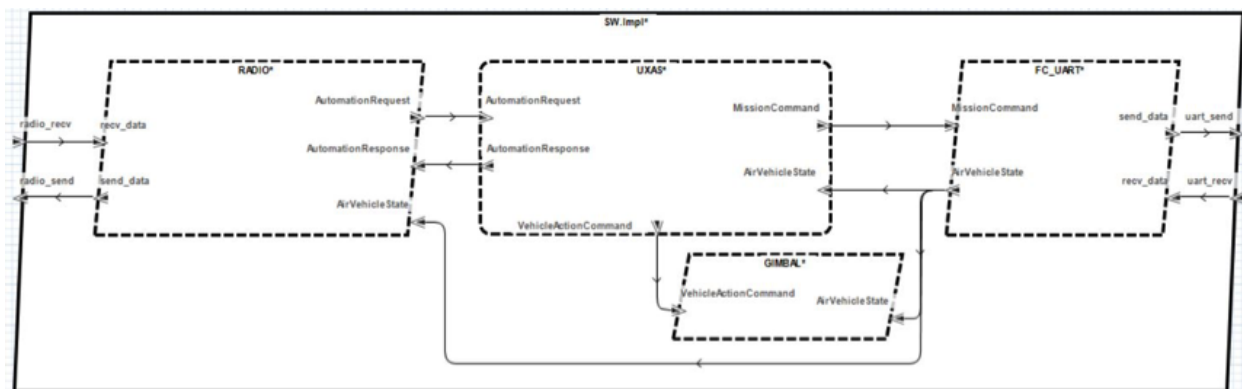 SW.Impl*
RADIO*
UXAS*
FC_UART*
AutomationRequest
AutomationRequest
MissionCommand
MissionCommand
send_data
uart_send
radio_recv
recv_data
AutomationResponse
AutomationResponse
AirVehicleState
AirVehicleState
radio_send
send_data
recv_data
uart_recv
AirVehicleState
VehicleActionCommand
GIMBAL*
VehicleActionCommand
AirVehicleState